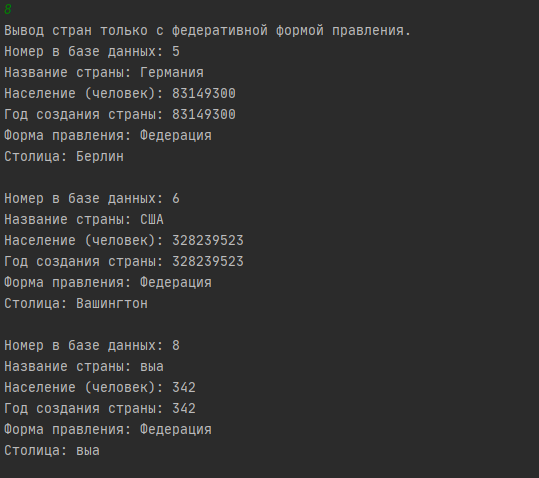 8
Вывод стран только с федеративной формой правления.
Номер в базе данных: 5
Название страны: Германия
Население (человек): 83149300
Год создания страны: 83149300
Форма правления: Федерация
Столица: Берлин
Номер в базе данных: 6
Название страны: США
Население (человек): 328239523
Год создания страны: 328239523
Форма правления: Федерация
Столица: Вашингтон
Номер в базе данных: 8
Название страны: выа
Население (человек): 342
Год создания страны: 342
Форма правления: Федерация
Столица: выа